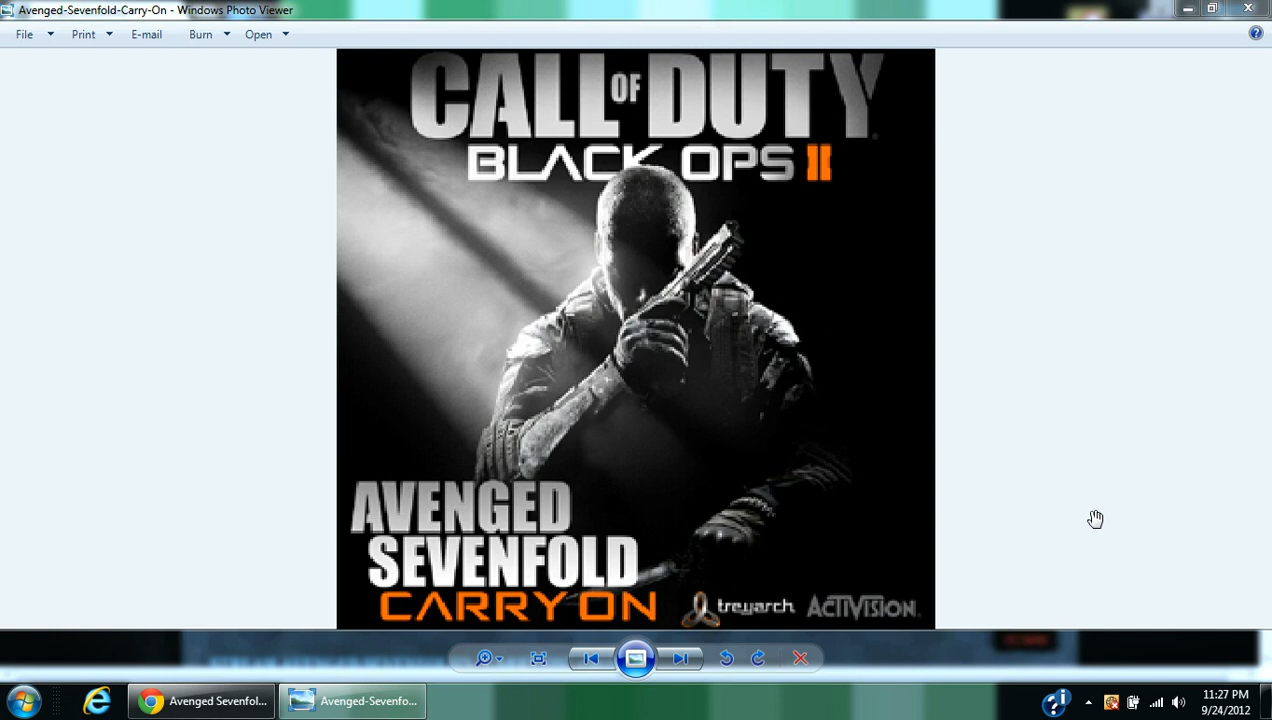 Avenged-Sevenfold-Carry-On - Windows Photo Viewer
File Print E-mail Burn Open
CALL OF DUTY
BLACK OPS II
AVENGED
SEVENFOLD
CARRY ON
treyarch ACTIVISION
Avenged Sevenfol... Avenged-Sevenfo...
11:27 PM
9/24/2012